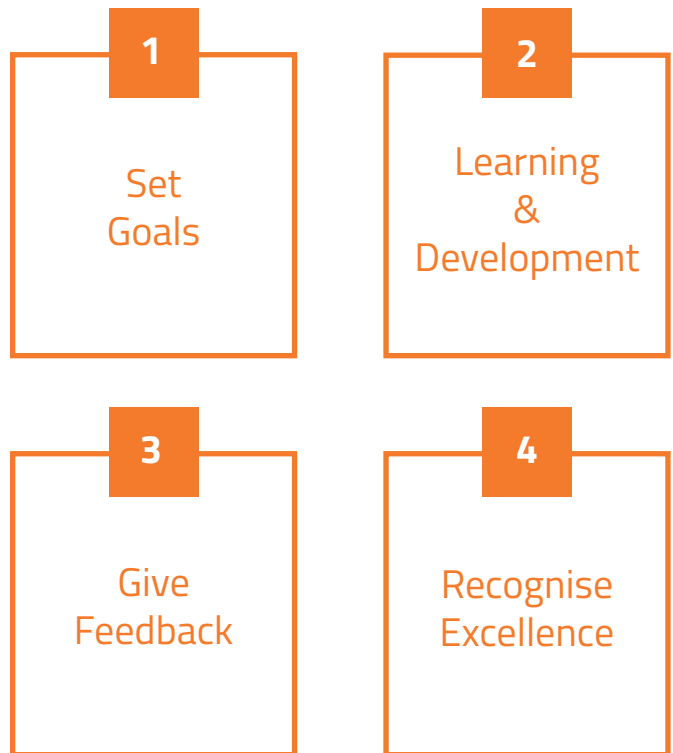 1
Set
Goals
2
Learning
&
Development
3
Give
Feedback
4
Recognise
Excellence